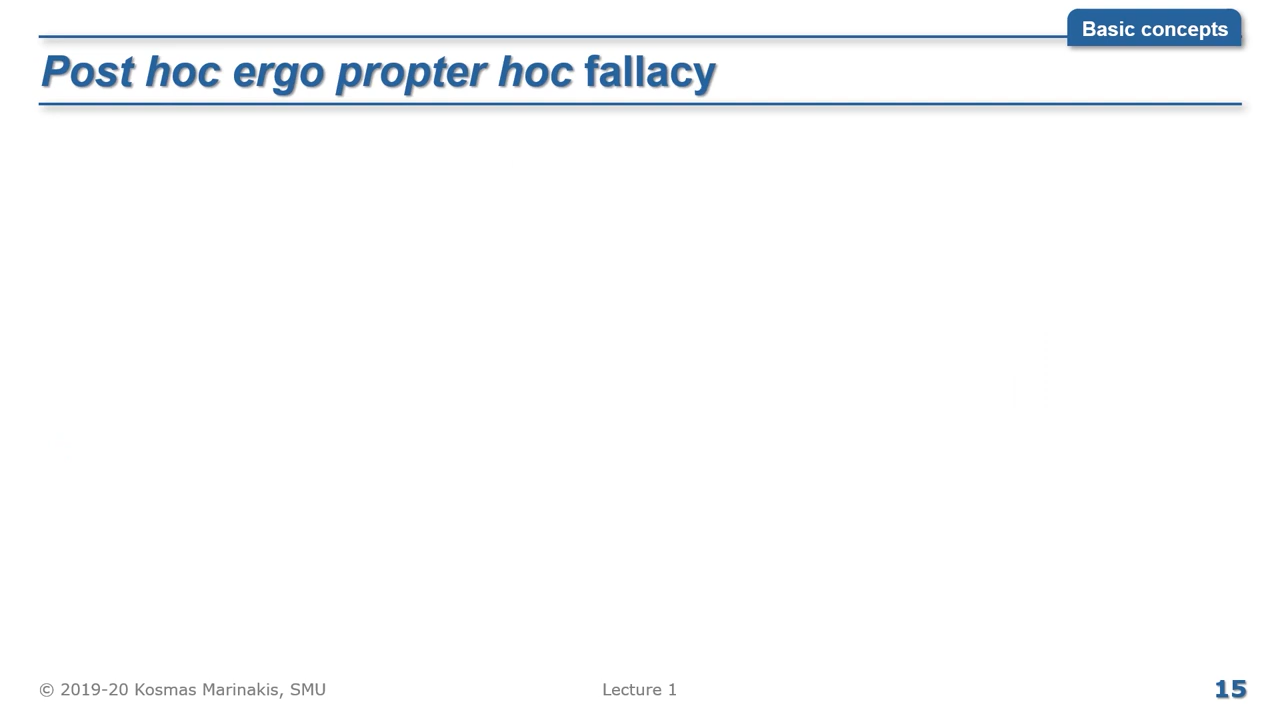 Basic concepts
Post hoc ergo propter hoc fallacy
© 2019-20 Kosmas Marinakis, SMU
Lecture 1
15